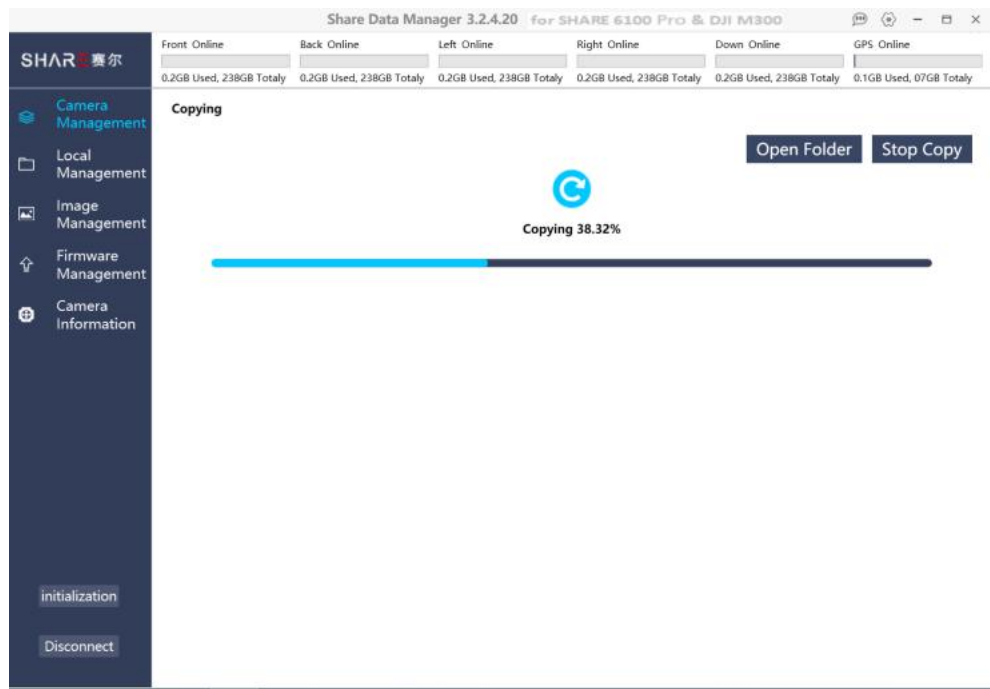 Share Data Manager 3.2.4.20 for SHARE 6100 Pro & DJI M300
SHARE赛尔
Front Online
0.2GB Used, 238GB Totaly
Back Online
0.2GB Used, 238GB Totaly
Left Online
0.2GB Used, 238GB Totaly
Right Online
0.2GB Used, 238GB Totaly
Down Online
0.2GB Used, 238GB Totaly
GPS Online
0.1GB Used, 07GB Totaly
Camera
Management
Local
Management
Image
Management
Firmware
Management
Camera
Information
initialization
Disconnect
Copying
Open Folder
Stop Copy
Copying 38.32%